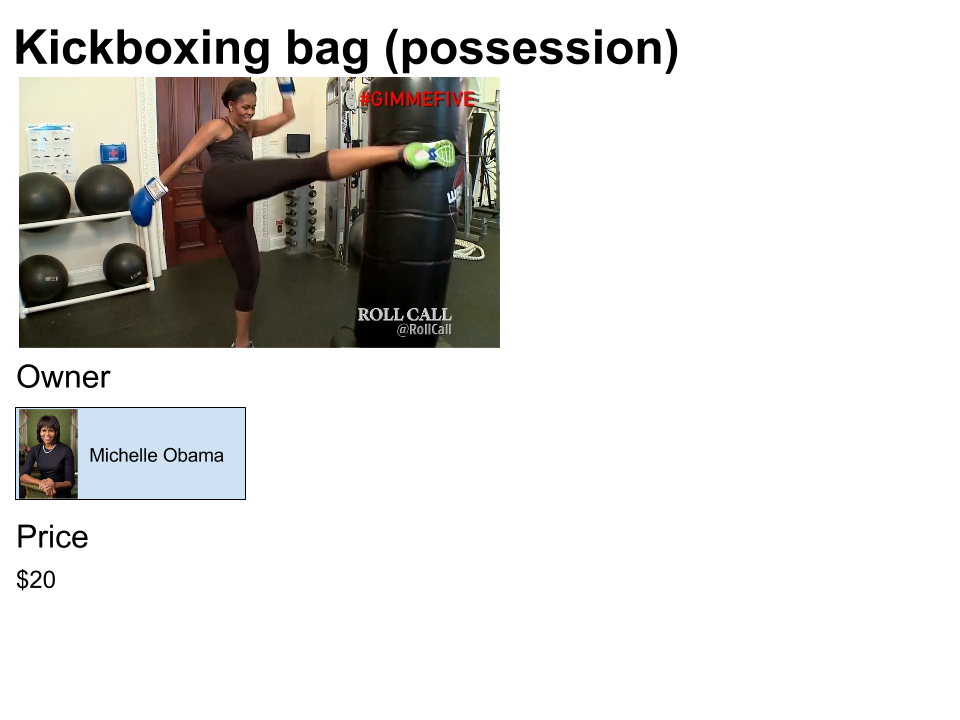 Kickboxing bag (possession)
#GIMMEFIVE
ROLL CALL
@RollCall
Owner
Michelle Obama
Price
$20